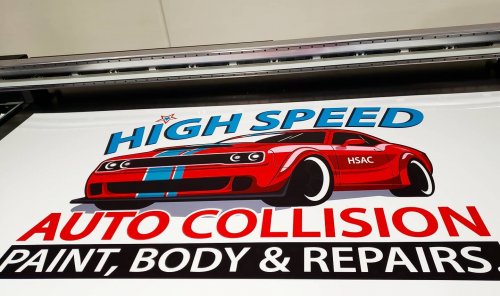 HIGH SPEED
HSAC
AUTO COLLISION
PAINT, BODY & REPAIRS.